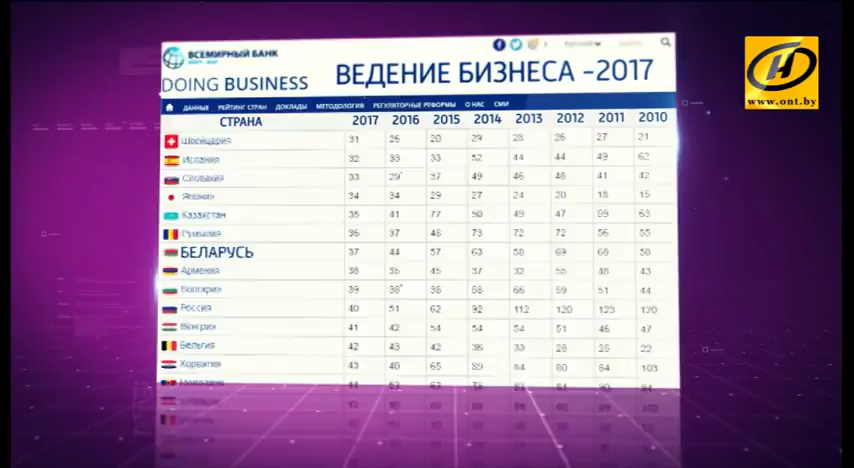 ВСЕМИРНЫЙ БАНК
DOING BUSINESS
ВЕДЕНИЕ БИЗНЕСА -2017
www.ont.by
ДАННЫЕ РЕЙТИНГ СТРАН ДОКЛАДЫ МЕТОДОЛОГИЯ РЕГУЛЯТОРНЫЕ РЕФОРМЫ О НАС СМИ
СТРАНА 2017 2016 2015 2014 2013 2012 2011 2010
Швейцария 31 26 20 29 28 26 27 21
Испания 32 33 33 52 44 44 49 62
Словакия 33 29* 37 49 46 48 41 42
Япония 34 34 29 27 24 20 18 15
Казахстан 35 41 77 50 49 47 59 63
Румыния 36 37 48 73 72 72 56 55
БЕЛАРУСЬ 37 44 57 63 58 69 68 58
Армения 38 35 45 37 32 55 48 43
Болгария 39 38* 38 58 66 59 51 44
Россия 40 51 62 92 112 120 123 120
Венгрия 41 42 54 54 54 51 46 47
Бельгия 42 43 42 36 33 28 25 22
Хорватия 43 40 65 89 84 80 84 103